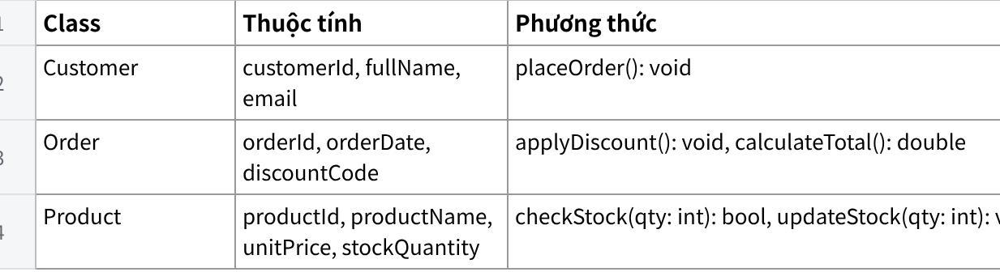 Class Thuộc tính Phương thức
Customer customerId, fullName, placeOrder(): void
email
Order orderId, orderDate, applyDiscount(): void, calculateTotal(): double
discountCode
Product productId, productName, checkStock(qty: int): bool, updateStock(qty: int):
unitPrice, stockQuantity